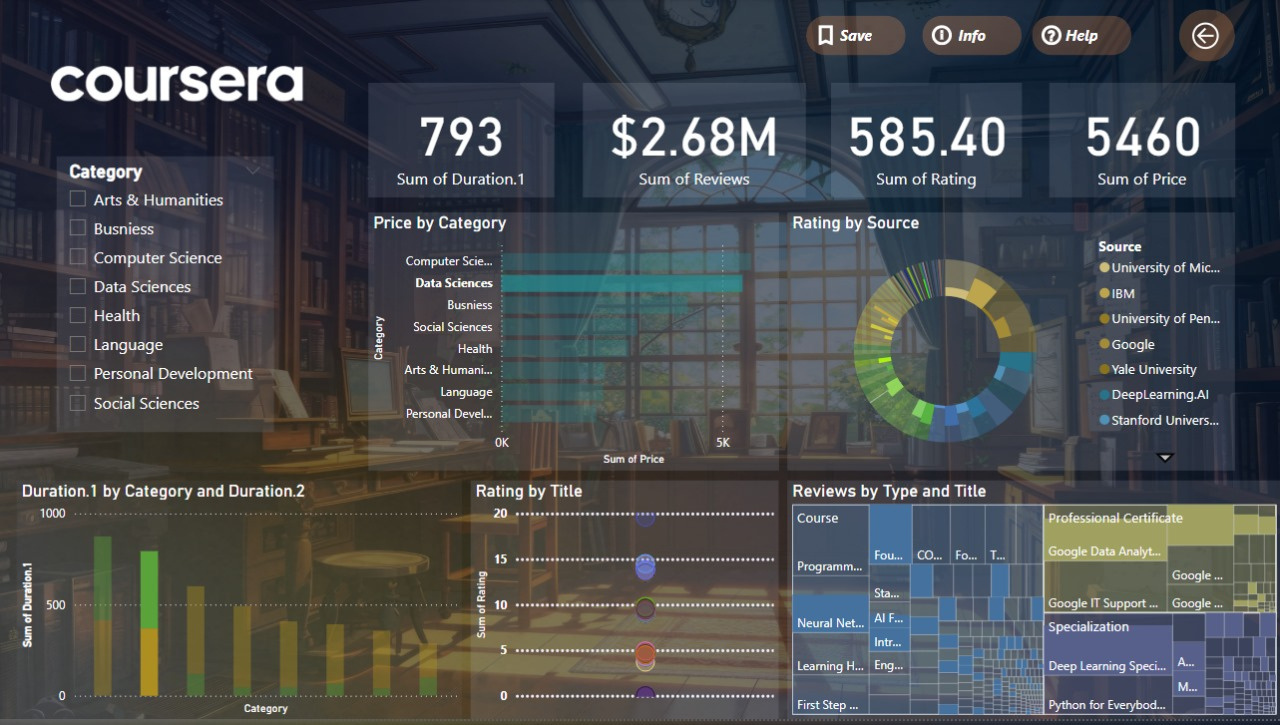 Save
Info
Help
coursera
793
Sum of Duration.1
$2.68M
Sum of Reviews
585.40
Sum of Rating
5460
Sum of Price
Category
Arts & Humanities
Busniess
Computer Science
Data Sciences
Health
Language
Personal Development
Social Sciences
Price by Category
Category
Computer Scie...
Data Sciences
Busniess
Social Sciences
Health
Arts & Humani...
Language
Personal Devel...
0K
5K
Sum of Price
Rating by Source
Source
University of Mic...
IBM
University of Pen...
Google
Yale University
DeepLearning.AI
Stanford Univers...
Duration.1 by Category and Duration.2
Sum of Duration.1
1000
500
0
Category
Rating by Title
Sum of Rating
20
15
10
5
0
Reviews by Type and Title
Course
Programm...
Neural Net...
Learning H...
First Step ...
Fou...
CO...
Fo...
T...
Sta...
AI F...
Intr...
Eng...
Professional Certificate
Google Data Analyt...
Google IT Support ...
Google ...
Google ...
Specialization
Deep Learning Speci...
Python for Everybod...
A...
M...